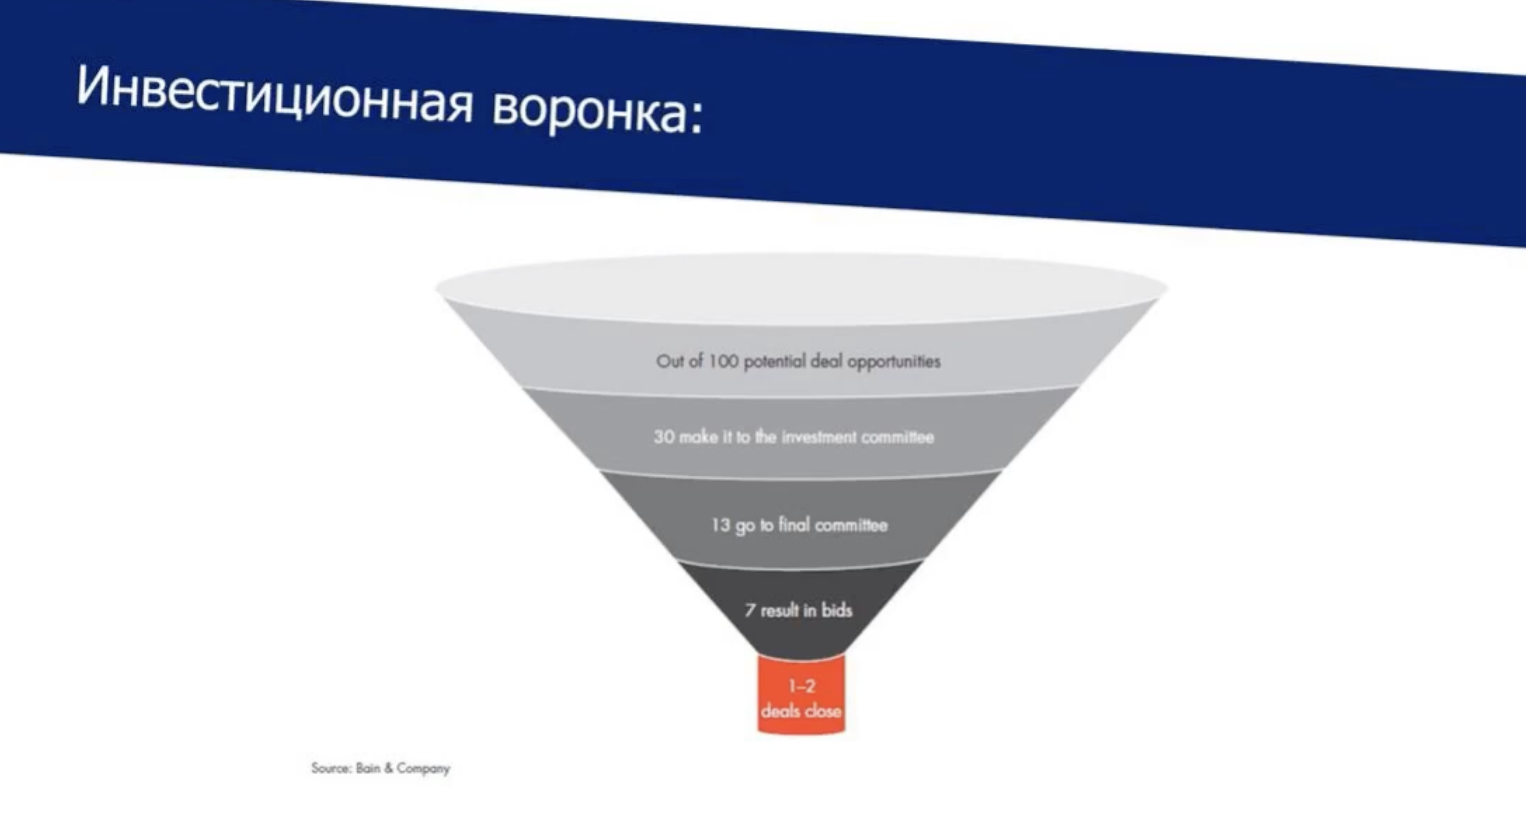 Инвестиционная воронка:
Out of 100 potential deal opportunities
30 make it to the investment committee
13 go to final committee
7 result in bids
1–2
deals close
Source: Bain & Company